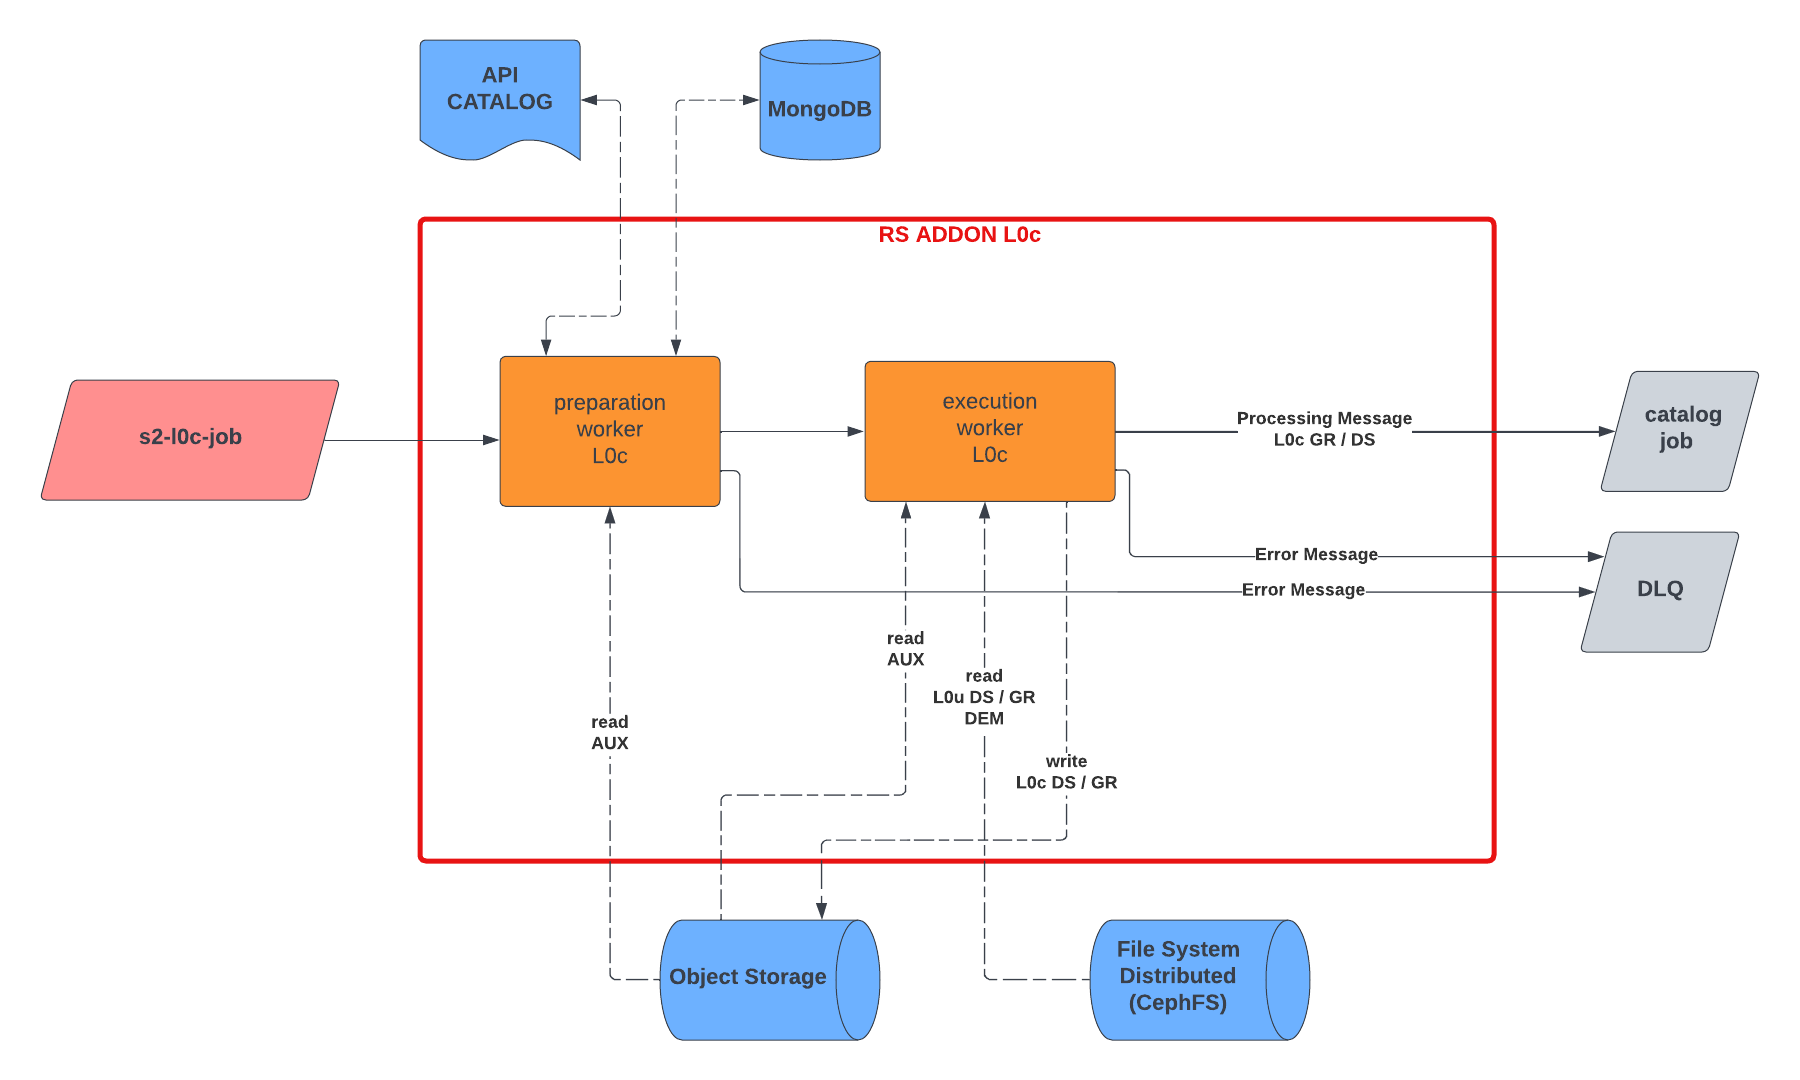 API
CATALOG
MongoDB
RS ADDON L0c
s2-l0c-job
preparation
worker
L0c
execution
worker
L0c
Processing Message
L0c GR / DS
catalog
job
Error Message
Error Message
DLQ
read
AUX
read
L0u DS / GR
DEM
read
AUX
write
L0c DS / GR
Object Storage
File System
Distributed
(CephFS)